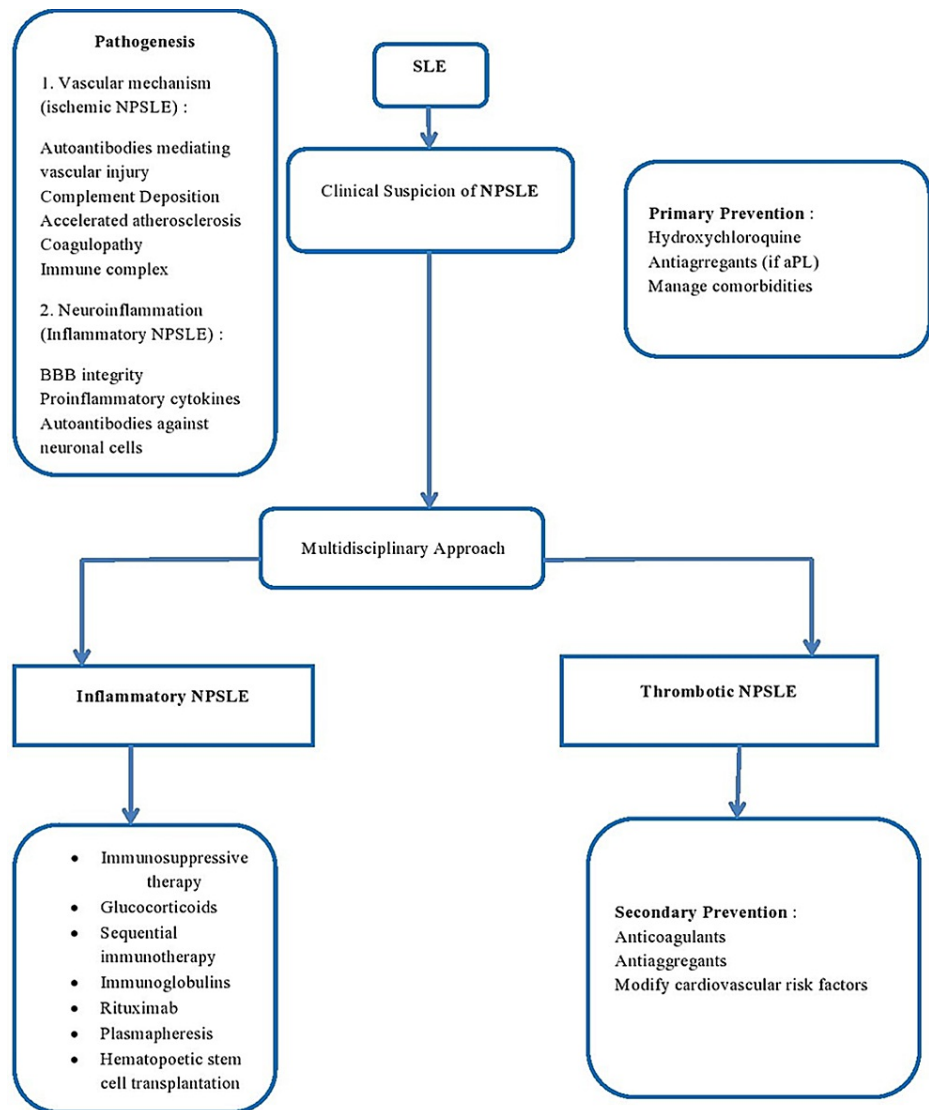 Pathogenesis
1. Vascular mechanism
(ischemic NPSLE) :
Autoantibodies mediating
vascular injury
Complement Deposition
Accelerated atherosclerosis
Coagulopathy
Immune complex
2. Neuroinflammation
(Inflammatory NPSLE) :
BBB integrity
Proinflammatory cytokines
Autoantibodies against
neuronal cells
SLE
Clinical Suspicion of NPSLE
Primary Prevention :
Hydroxychloroquine
Antiagrregants (if aPL)
Manage comorbidities
Multidisciplinary Approach
Inflammatory NPSLE
Thrombotic NPSLE
• Immunosuppressive
therapy
• Glucocorticoids
• Sequential
immunotherapy
• Immunoglobulins
• Rituximab
• Plasmapheresis
• Hematopoetic stem
cell transplantation
Secondary Prevention :
Anticoagulants
Antiaggregants
Modify cardiovascular risk factors